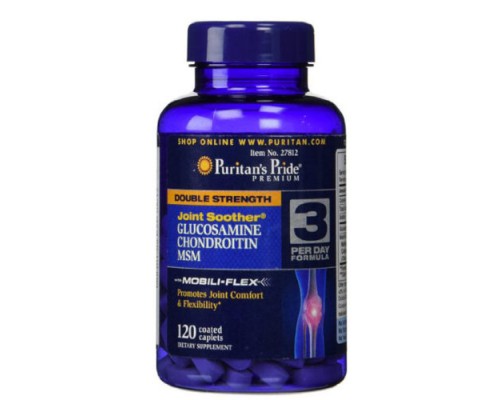 SHOP ONLINE WWW.PURITAN.COM
Item No. 27812
Puritan's Pride®
PREMIUM
DOUBLE STRENGTH
Joint Soother®
GLUCOSAMINE
CHONDROITIN
MSM
3
PER DAY
FORMULA
with MOBILI-FLEX
Promotes Joint Comfort
& Flexibility*
120 coated
caplets
DIETARY SUPPLEMENT